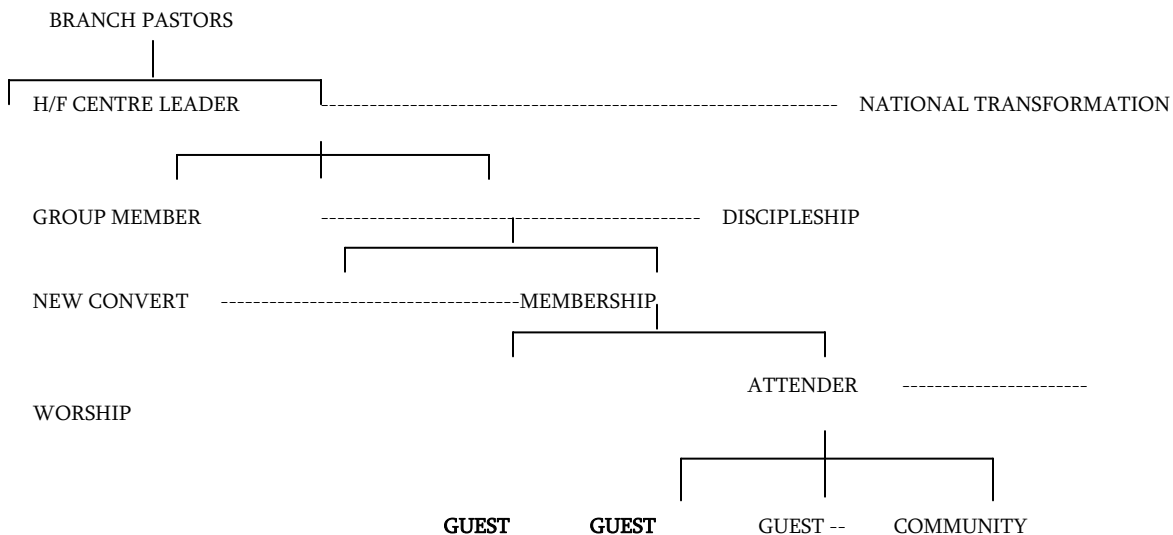 BRANCH PASTORS
H/F CENTRE LEADER ---------------------------------------------------------------- NATIONAL TRANSFORMATION
GROUP MEMBER ----------------------------------------------- DISCIPLESHIP
NEW CONVERT -------------------------------------MEMBERSHIP
ATTENDER -----------------------
WORSHIP
GUEST GUEST GUEST -- COMMUNITY